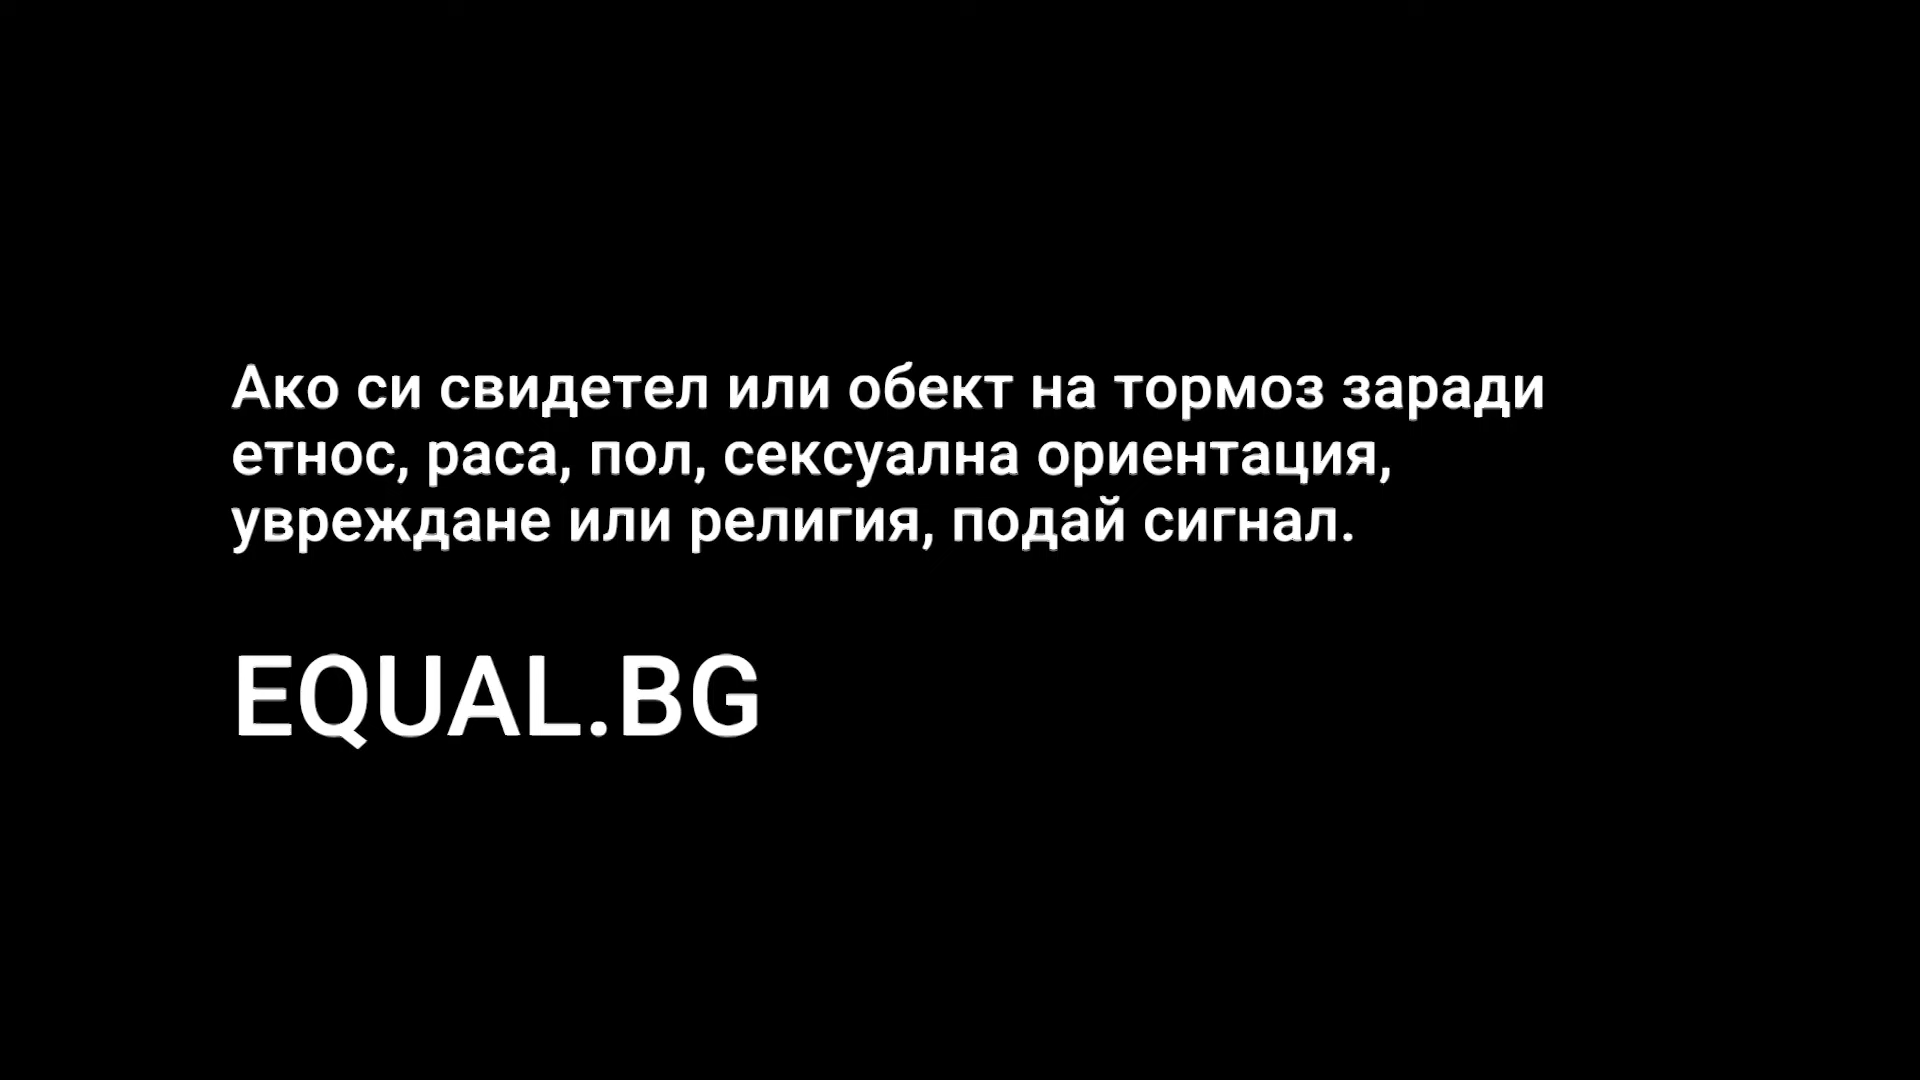 Ако си свидетел или обект на тормоз заради
етнос, раса, пол, сексуална ориентация,
увреждане или религия, подай сигнал.
EQUAL.BG